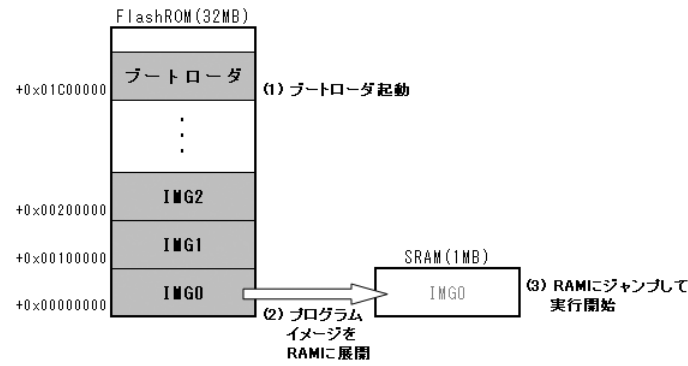 FlashROM(32MB)
ブートローダ
+0x01C00000
(1) ブートローダ起動
IMG2
+0x00200000
IMG1
+0x00100000
SRAM(1MB)
IMG0
+0x00000000
IMG0
(2) プログラム
イメージを
RAMに展開
(3) RAMにジャンプして
実行開始